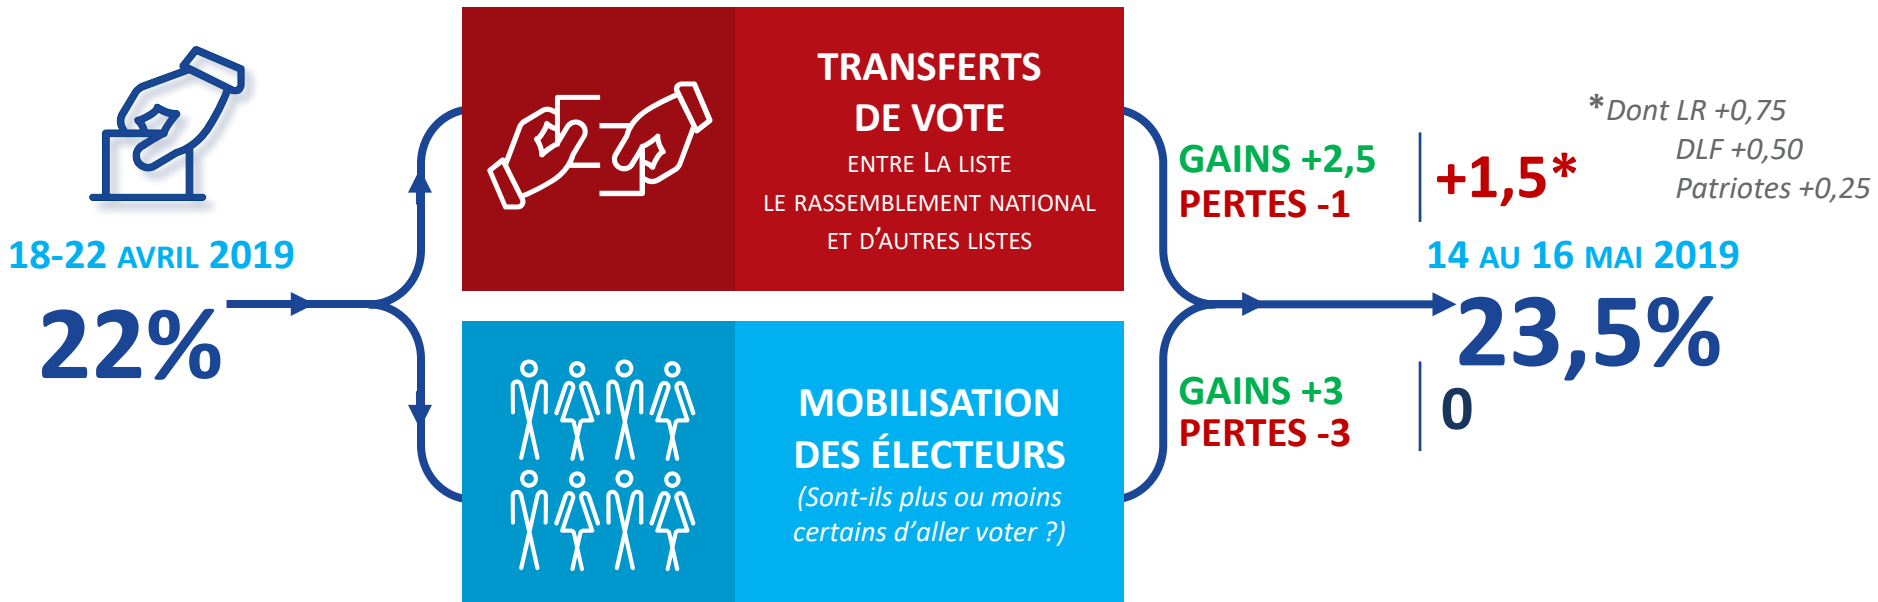 18-22 AVRIL 2019
22%
TRANSFERTS
DE VOTE
ENTRE LA LISTE
LE RASSEMBLEMENT NATIONAL
ET D'AUTRES LISTES
MOBILISATION
DES ÉLECTEURS
(Sont-ils plus ou moins
certains d'aller voter ?)
GAINS +2,5
PERTES -1
+1,5*
*Dont LR +0,75
DLF +0,50
Patriotes +0,25
14 AU 16 MAI 2019
23,5%
GAINS +3
PERTES -3
0